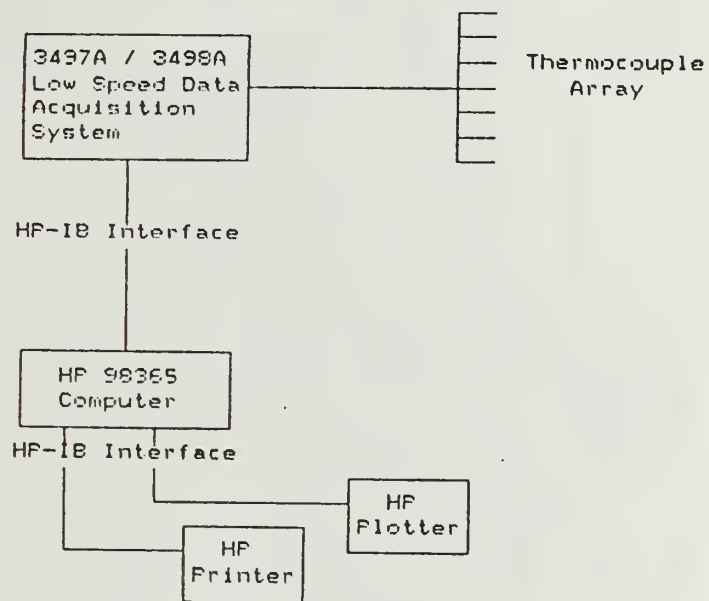 3497A / 3498A
Low Speed Data
Acquisition
System
Thermocouple
Array
HP-IB Interface
HP 98365
Computer
HP-IB Interface
HP
Plotter
HP
Printer